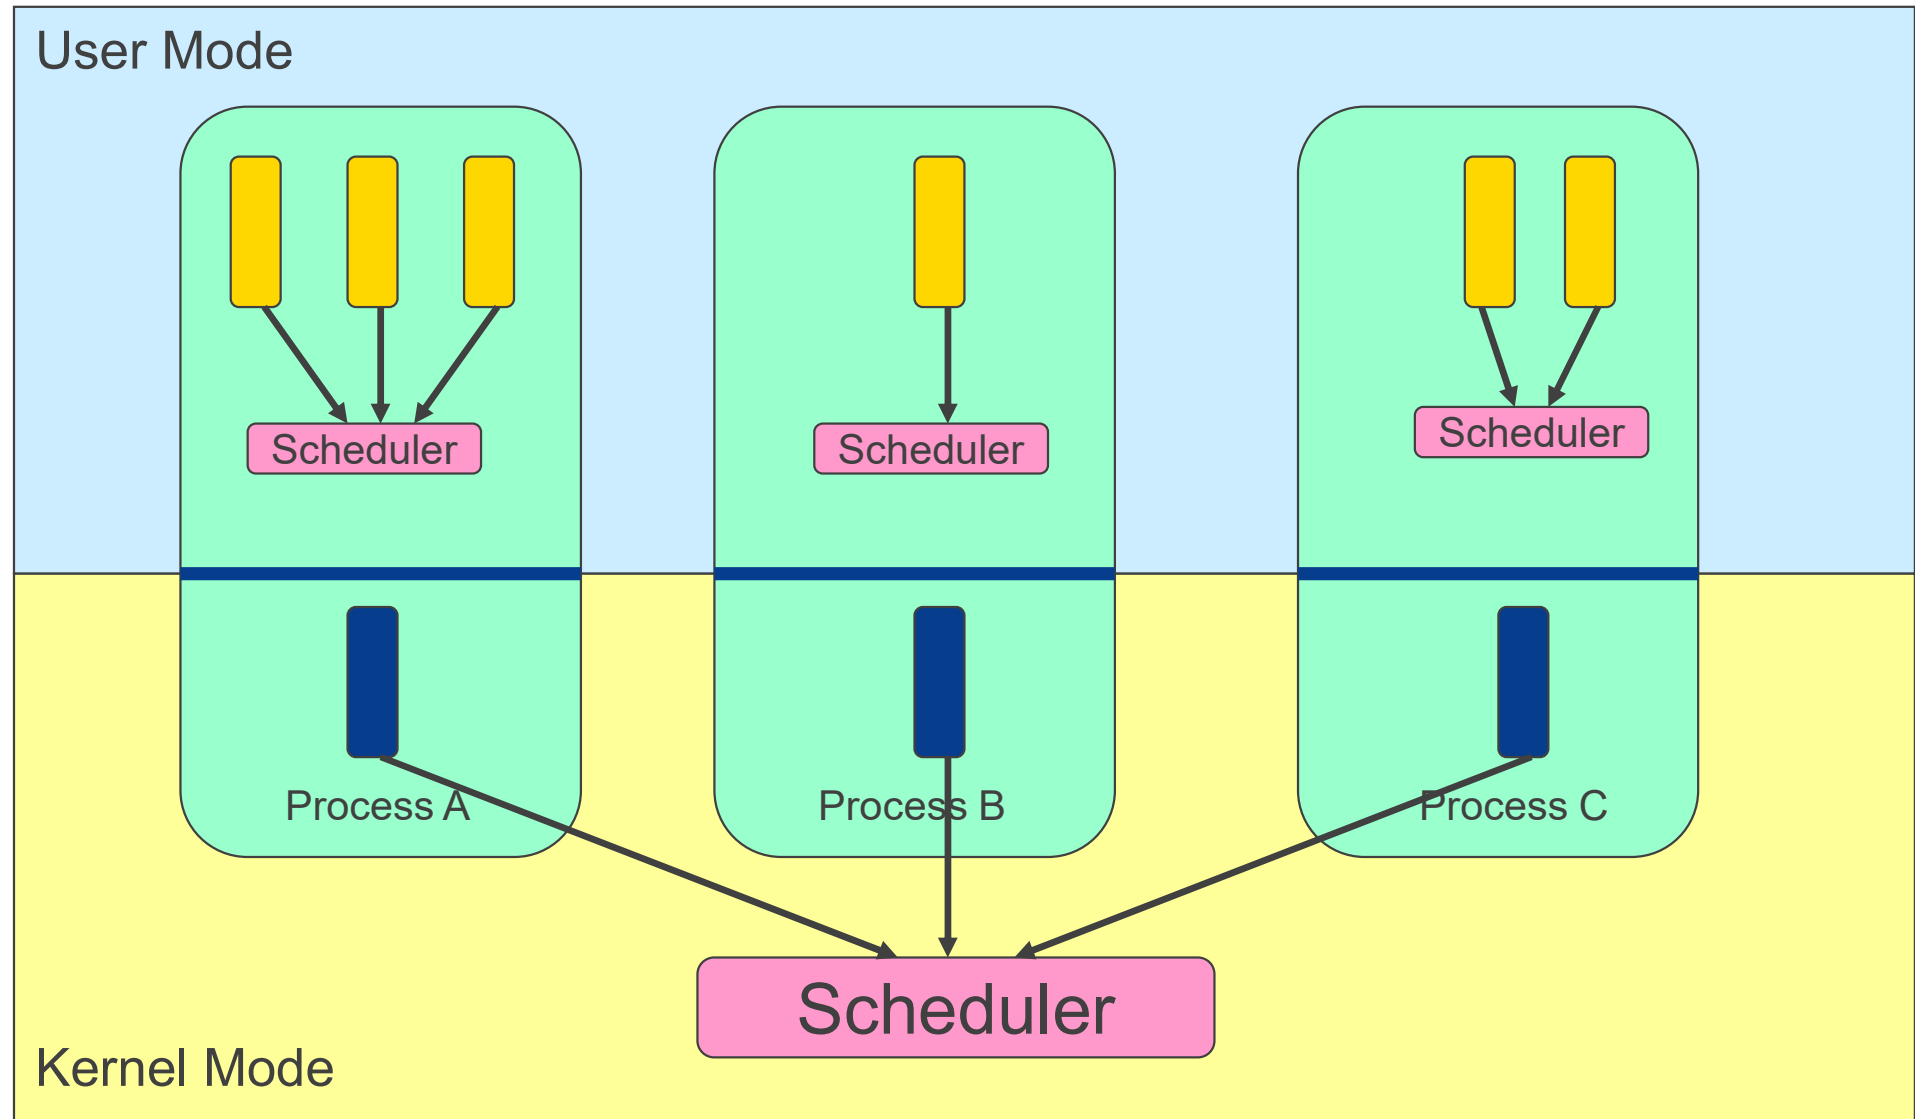 User Mode
Scheduler
Scheduler
Scheduler
Process A
Process B
Process C
Scheduler
Kernel Mode